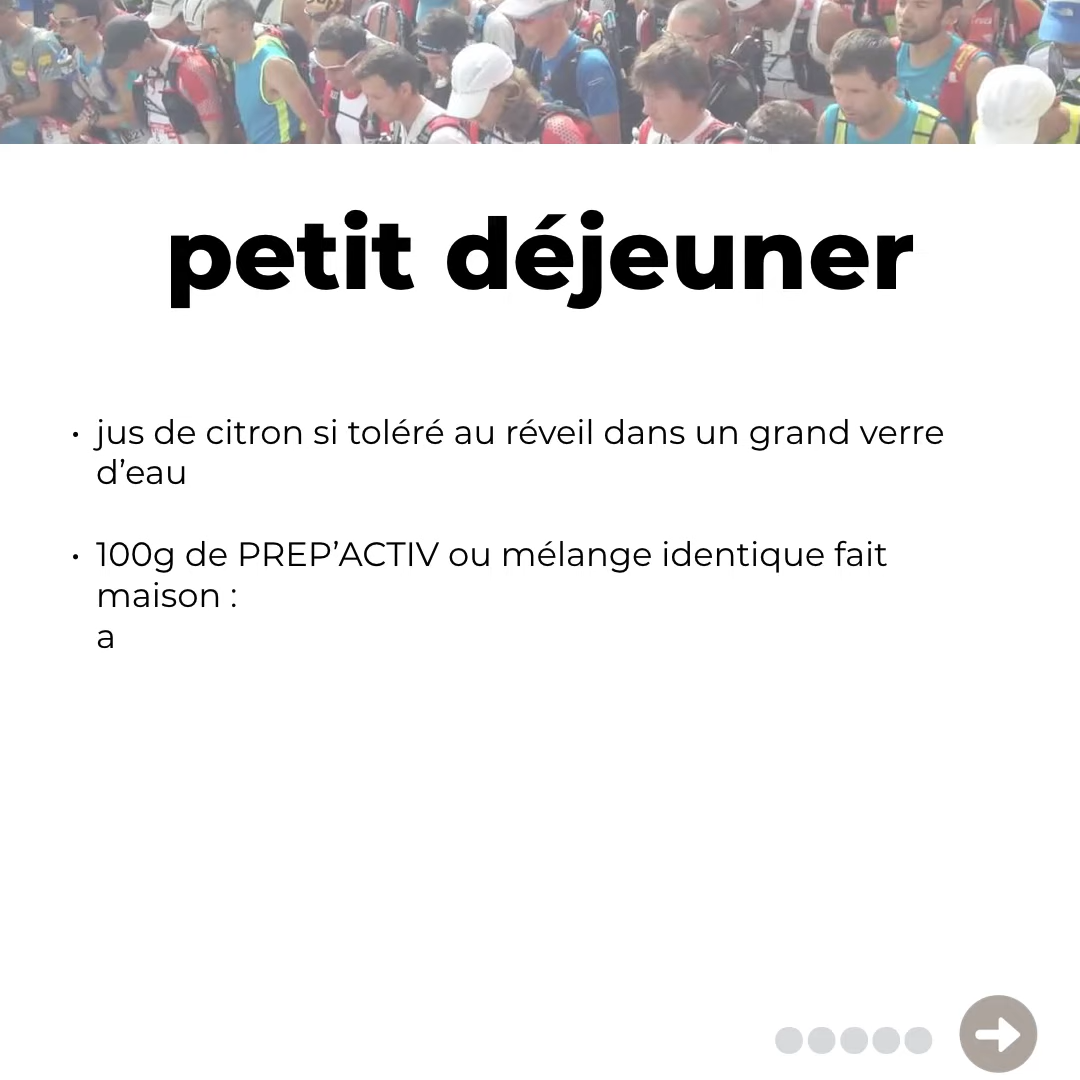 petit déjeuner
• jus de citron si toléré au réveil dans un grand verre
d’eau
• 100g de PREP’ACTIV ou mélange identique fait
maison :
a